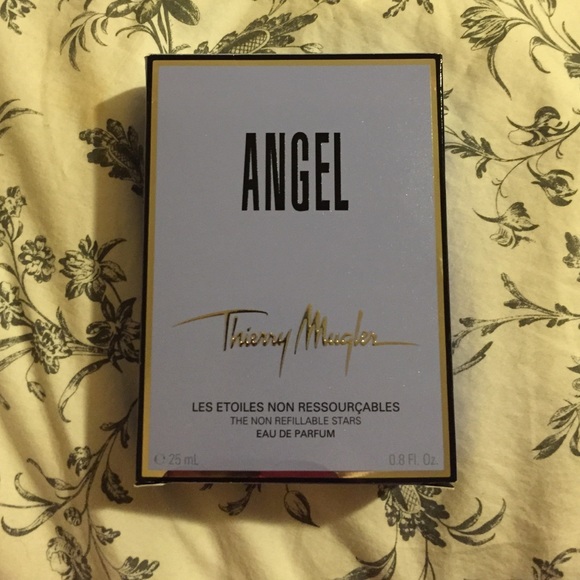 ANGEL
Thierry Mugler
LES ETOILES NON RESSOURÇABLES
THE NON REFILLABLE STARS
EAU DE PARFUM
℮ 25 mL 0.8 Fl. Oz.